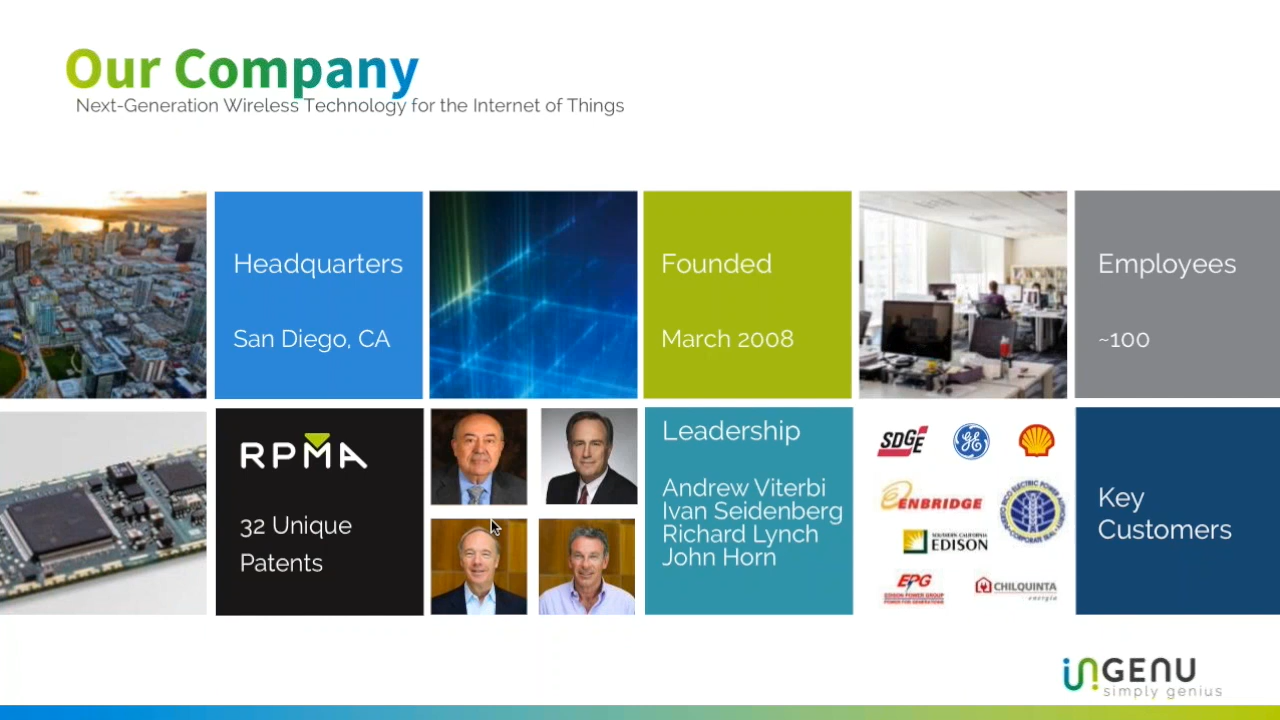 Our Company
Next-Generation Wireless Technology for the Internet of Things
Headquarters
San Diego, CA
Founded
March 2008
Employees
~100
RPMA
32 Unique
Patents
Leadership
Andrew Viterbi
Ivan Seidenberg
Richard Lynch
John Horn
SDGE
GE
ENBRIDGE
SOUTHERN CALIFORNIA
EDISON
EPG
EDISON POWER GROUP
CHILQUINTA
energía
Key
Customers
inGENU
simply genius